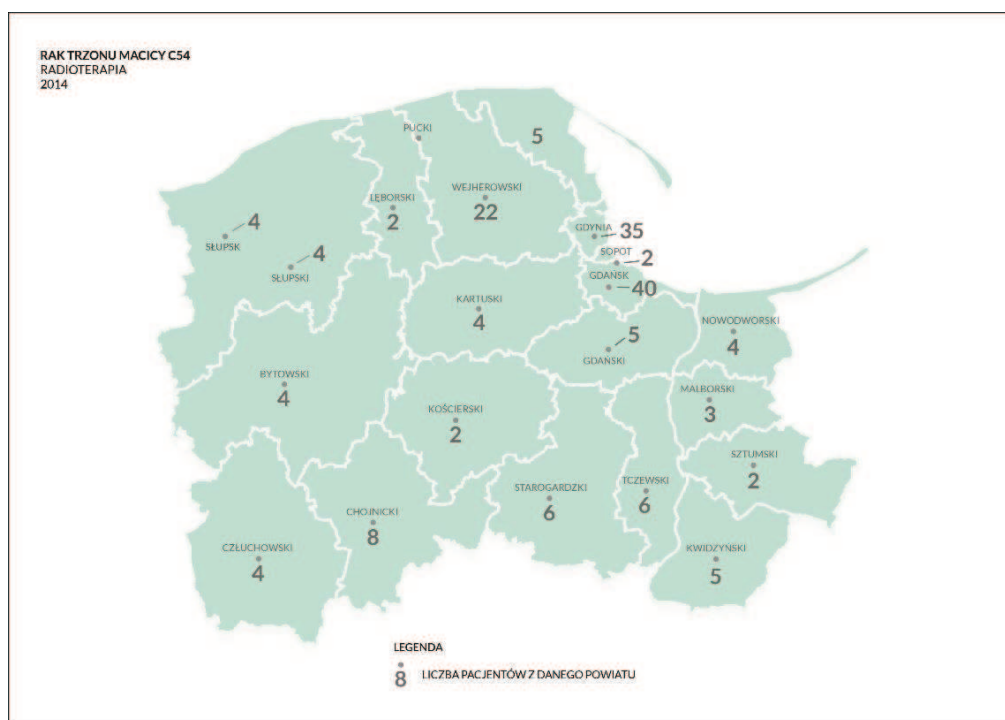 RAK TRZONU MACICY C54
RADIOTERAPIA
2014
PUCKI
5
WEJHEROWSKI
22
LĘBORSKI
2
4
SŁUPSK
4
SŁUPSKI
GDYNIA
35
SOPOT
2
GDAŃSK
40
KARTUSKI
4
5
GDAŃSKI
NOWODWORSKI
4
BYTOWSKI
4
MALBORSKI
3
KOŚCIERSKI
2
SZTUMSKI
2
STAROGARDZKI
6
TCZEWSKI
6
CHOJNICKI
8
CZŁUCHOWSKI
4
KWIDZYŃSKI
5
LEGENDA
8
LICZBA PACJENTÓW Z DANEGO POWIATU